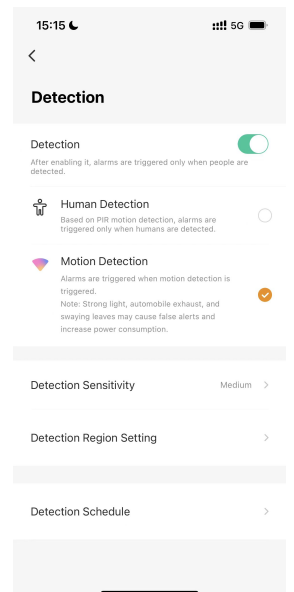 15:15
5G
Detection
Detection
After enabling it, alarms are triggered only when people are
detected.
Human Detection
Based on PIR motion detection, alarms are
triggered only when humans are detected.
Motion Detection
Alarms are triggered when motion detection is
triggered.
Note: Strong light, automobile exhaust, and
swaying leaves may cause false alerts and
increase power consumption.
Detection Sensitivity
Medium
Detection Region Setting
Detection Schedule